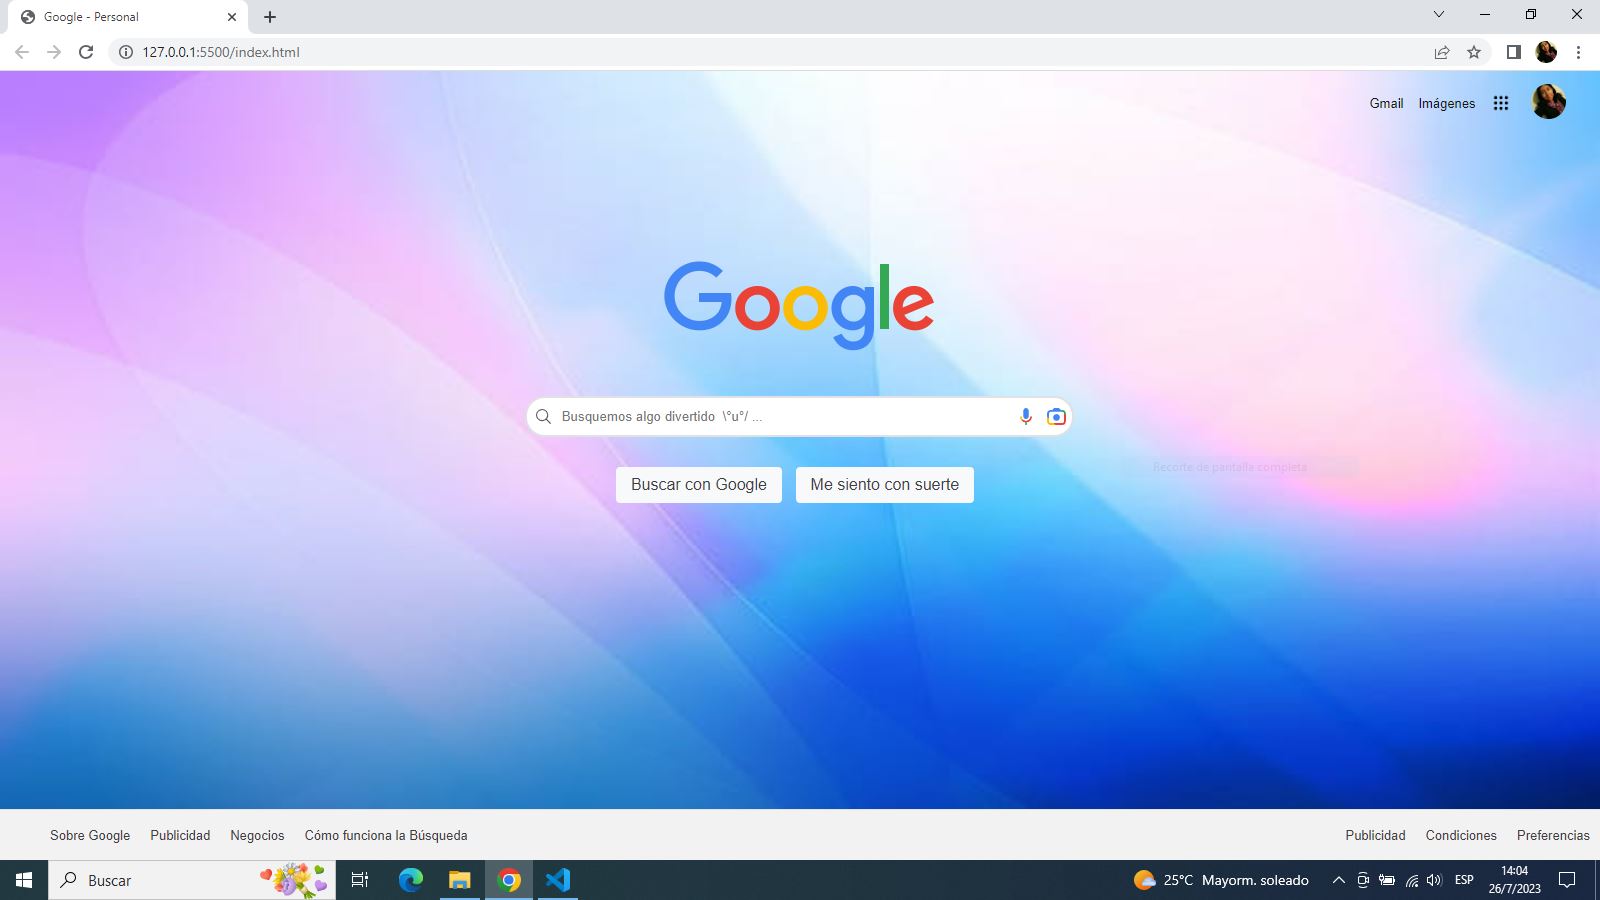 Google - Personal
127.0.0.1:5500/index.html
Gmail Imágenes
Google
Busquemos algo divertido \°u°/ ...
Recorte de pantalla completa
Buscar con Google Me siento con suerte
Sobre Google Publicidad Negocios Cómo funciona la Búsqueda Publicidad Condiciones Preferencias
Buscar 25°C Mayorm. soleado ESP 14:04
26/7/2023